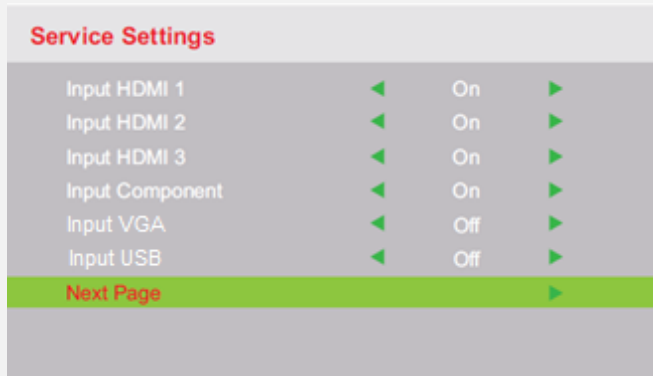 Service Settings
Input HDMI 1 On
Input HDMI 2 On
Input HDMI 3 On
Input Component On
Input VGA Off
Input USB Off
Next Page